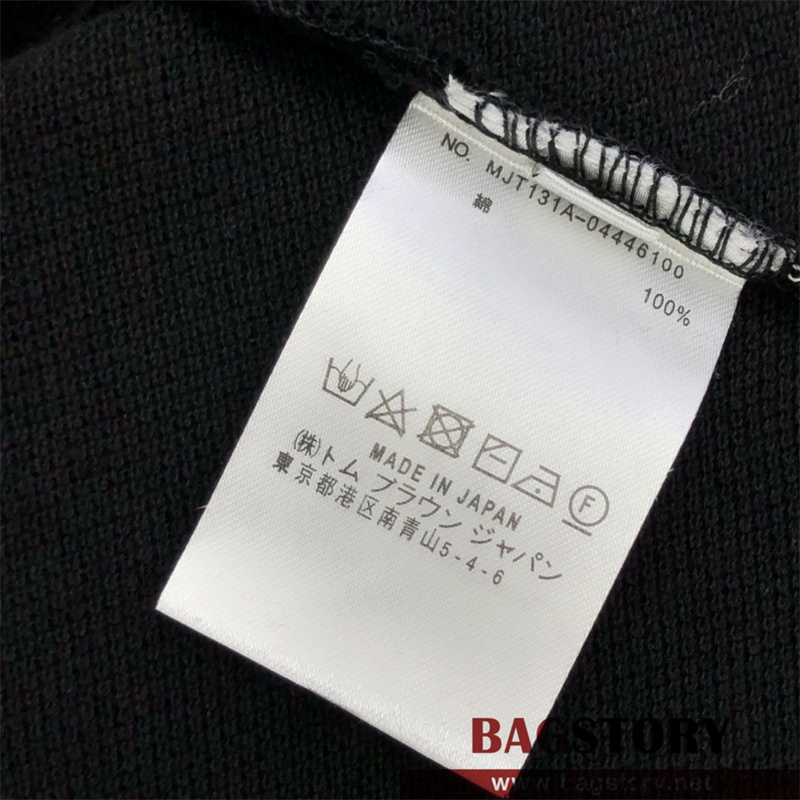 NO. MJT131A-04446100
綿 100%
MADE IN JAPAN
(株)トム ブラウン ジャパン
東京都港区南青山5-4-6
F
BAGSTORY
www.bagstory.net